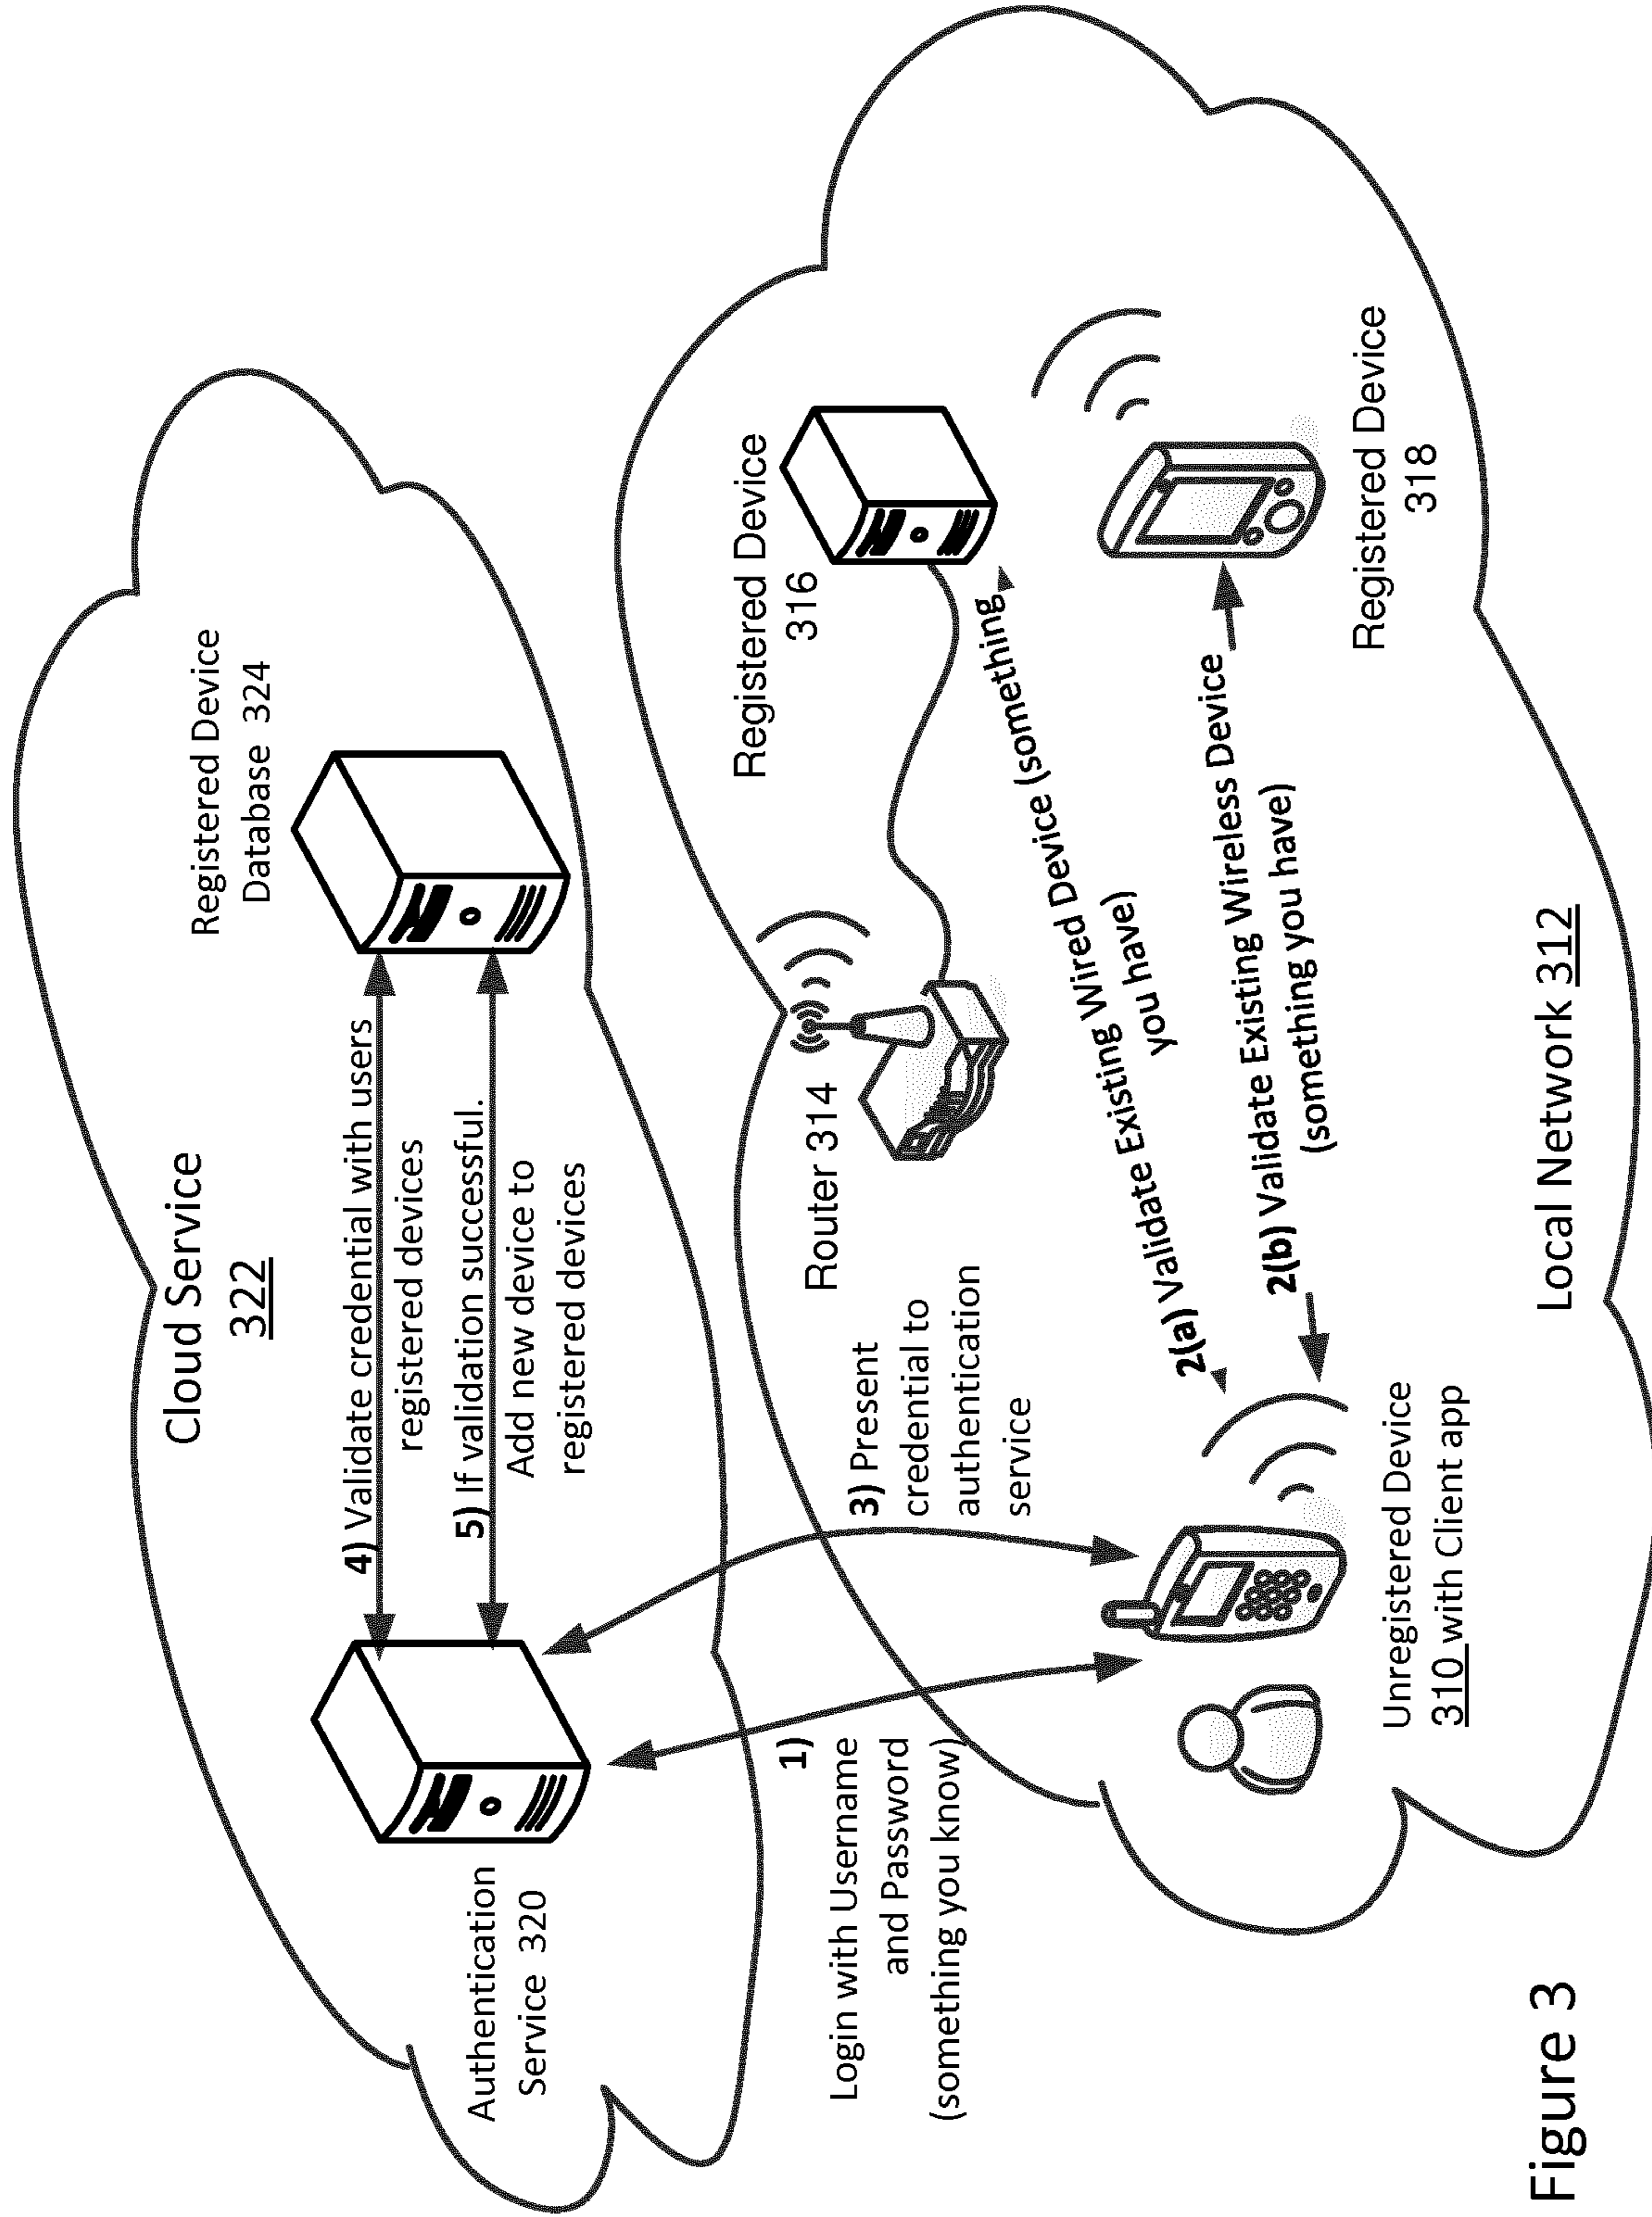 Cloud Service
322
Registered Device
Database 324
4) Validate credential with users
registered devices
5) If validation successful.
Add new device to
registered devices
Authentication
Service 320
1)
Login with Username
and Password
(something you know)
3) Present
credential to
authentication
service
Router 314
Registered Device
316
2(a) Validate Existing Wired Device (something
you have)
2(b) Validate Existing Wireless Device
(something you have)
Registered Device
318
Unregistered Device
310 with Client app
Local Network 312
Figure 3